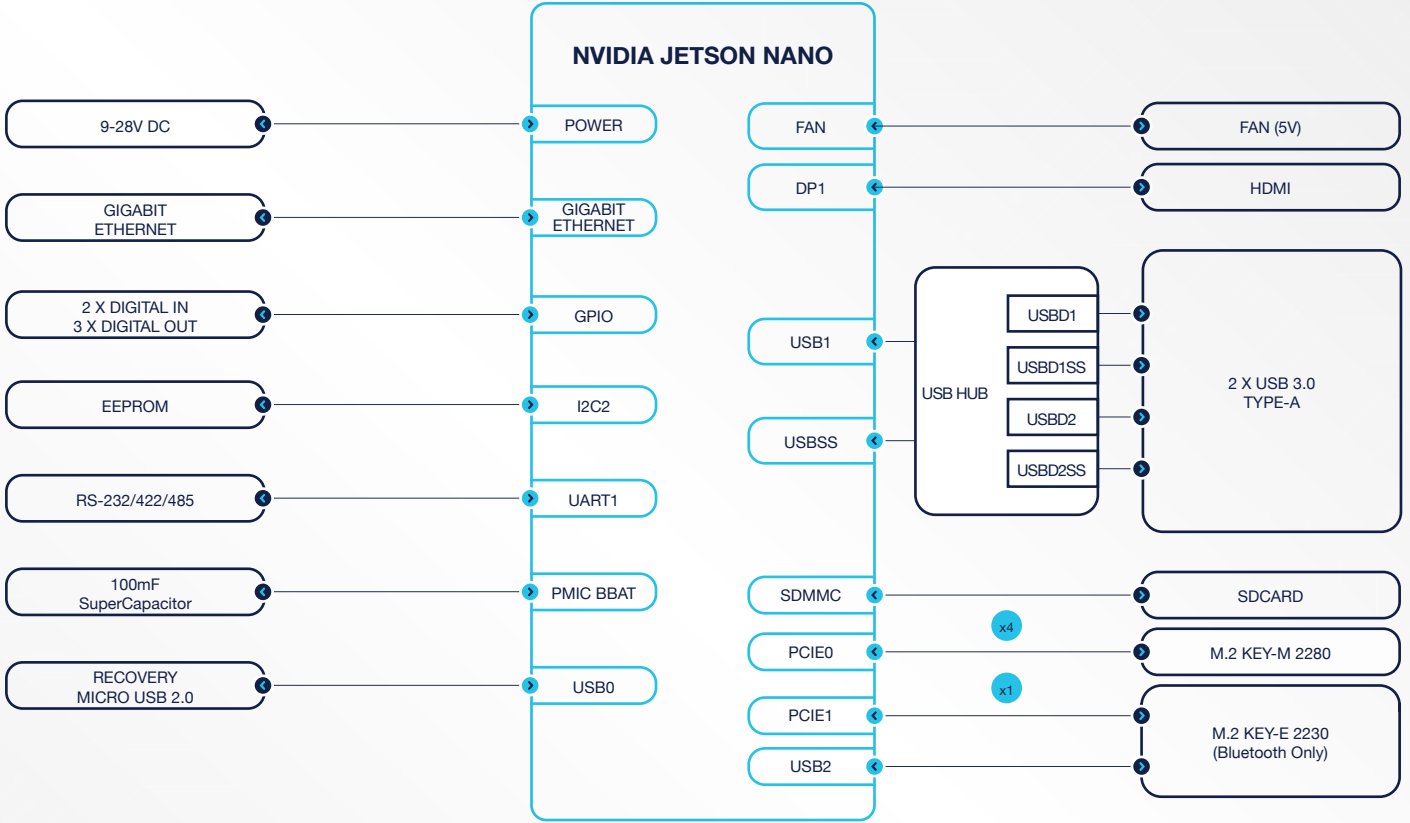 NVIDIA JETSON NANO
9-28V DC
POWER
GIGABIT
ETHERNET
GIGABIT
ETHERNET
2 X DIGITAL IN
3 X DIGITAL OUT
GPIO
EEPROM
I2C2
RS-232/422/485
UART1
100mF
SuperCapacitor
PMIC BBAT
RECOVERY
MICRO USB 2.0
USB0
FAN
FAN (5V)
DP1
HDMI
USB1
USBSS
USB HUB
USBD1
USBD1SS
USBD2
USBD2SS
2 X USB 3.0
TYPE-A
SDMMC
SDCARD
x4
PCIE0
M.2 KEY-M 2280
x1
PCIE1
USB2
M.2 KEY-E 2230
(Bluetooth Only)